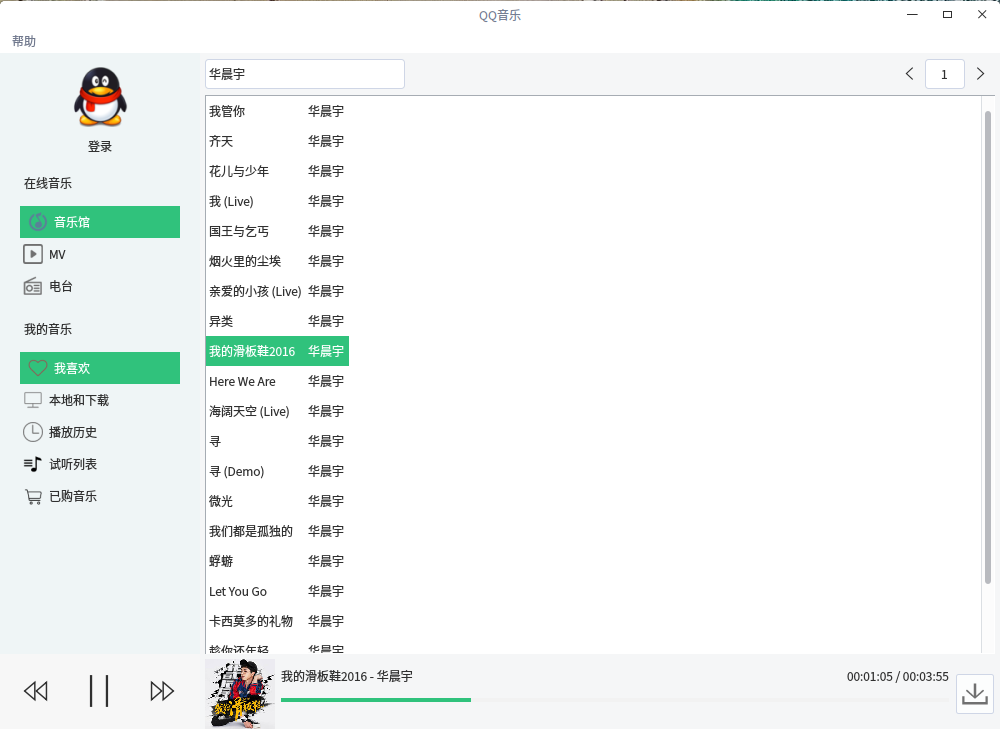 QQ音乐
帮助
登录
在线音乐
音乐馆
MV
电台
我的音乐
我喜欢
本地和下载
播放历史
试听列表
已购音乐
华晨宇
1
我管你 华晨宇
齐天 华晨宇
花儿与少年 华晨宇
我 (Live) 华晨宇
国王与乞丐 华晨宇
烟火里的尘埃 华晨宇
亲爱的小孩 (Live) 华晨宇
异类 华晨宇
我的滑板鞋2016 华晨宇
Here We Are 华晨宇
海阔天空 (Live) 华晨宇
寻 华晨宇
寻 (Demo) 华晨宇
微光 华晨宇
我们都是孤独的 华晨宇
蜉蝣 华晨宇
Let You Go 华晨宇
卡西莫多的礼物 华晨宇
趁你还年轻 华晨宇
我的滑板鞋2016 - 华晨宇
00:01:05 / 00:03:55